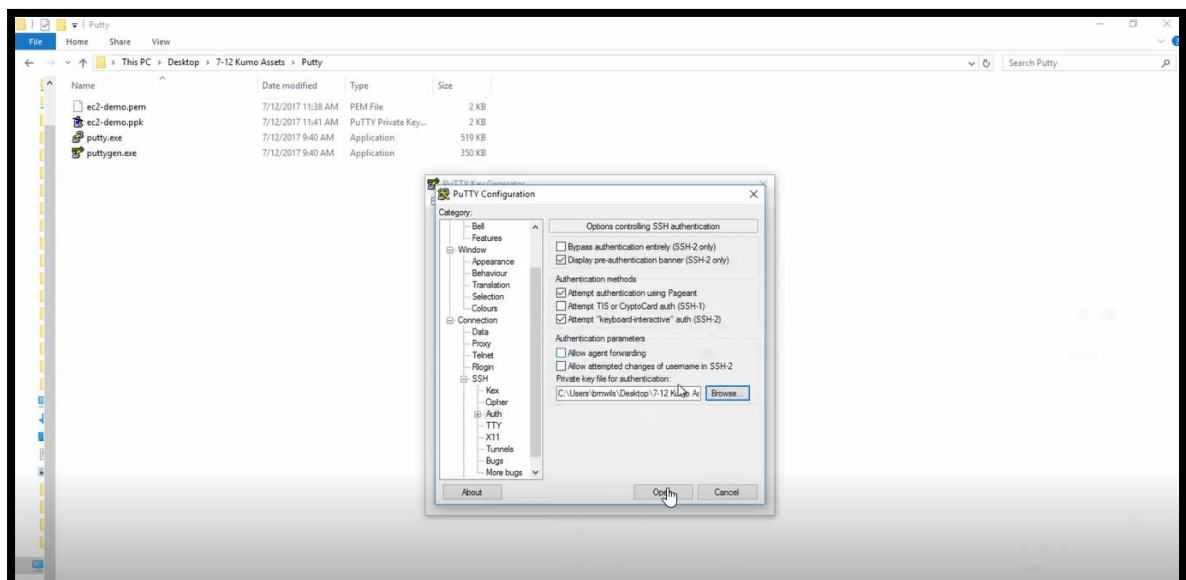 Putty
File Home Share View
This PC > Desktop > 7-12 Kumo Assets > Putty
Search Putty
Name Date modified Type Size
ec2-demo.pem 7/12/2017 11:38 AM PEM File 2 KB
ec2-demo.ppk 7/12/2017 11:41 AM PuTTY Private Key... 2 KB
putty.exe 7/12/2017 9:40 AM Application 519 KB
puttygen.exe 7/12/2017 9:40 AM Application 350 KB
PuTTY Key Generator
PuTTY Configuration
Category:
Bell
Features
Window
Appearance
Behaviour
Translation
Selection
Colours
Connection
Data
Proxy
Telnet
Rlogin
SSH
Kex
Cipher
Auth
TTY
X11
Tunnels
Bugs
More bugs
Options controlling SSH authentication
Bypass authentication entirely (SSH-2 only)
Display pre-authentication banner (SSH-2 only)
Authentication methods
Attempt authentication using Pageant
Attempt TIS or CryptoCard auth (SSH-1)
Attempt "keyboard-interactive" auth (SSH-2)
Authentication parameters
Allow agent forwarding
Allow attempted changes of username in SSH-2
Private key file for authentication:
C:\Users\bmwils\Desktop\7-12 Kumo As Browse...
About Open Cancel